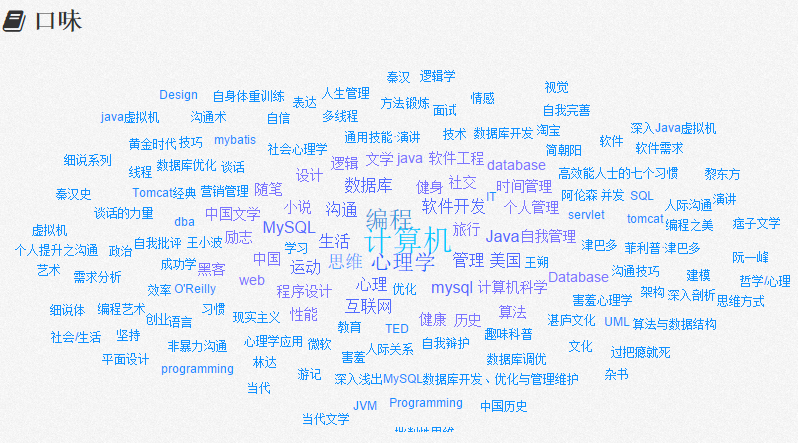 口味
秦汉 逻辑学
视觉
Design 自身体重训练 表达 人生管理 方法锻炼 面试 情感
自我完善
java虚拟机 沟通术 自信 多线程
黄金时代 技巧 mybatis 通用技能 演讲 技术 数据库开发 淘宝 深入Java虚拟机
社会心理学 简朝阳 软件 软件需求
细说系列 线程 数据库优化 谈话 逻辑 文学 java 软件工程 database
设计 高效能人士的七个习惯 黎东方
秦汉史 Tomcat经典 营销管理 随笔 数据库 健身 社交 时间管理
IT 阿伦森 并发 SQL 人际沟通 演讲
谈话的力量 中国文学 小说 沟通 编程 软件开发 个人管理 servlet tomcat
dba 编程之美 痞子文学
虚拟机 励志 MySQL 旅行
个人提升之沟通 政治 自我批评 王小波 学习 生活 计算机 Java 自我管理 津巴多 菲利普·津巴多
艺术 成功学 黑客 中国 运动 思维 心理学 管理 美国 王朔 阮一峰
需求分析 web Database 沟通技巧 建模 哲学/心理
效率 O'Reilly 程序设计 心理 优化 mysql 计算机科学 架构 深入剖析
细说体 编程艺术 习惯 互联网 害羞心理学 思维方式
创业 语言 现实主义 性能 健康 历史 算法 湛庐文化 UML 算法与数据结构
社会/生活 坚持 教育 TED
非暴力沟通 心理学应用 微软 自我辩护 趣味科普 文化
平面设计 林达 害羞 人际关系 数据库调优 过把瘾就死
programming 游记 深入浅出MySQL数据库开发、优化与管理维护 杂书
当代
JVM Programming 中国历史
当代文学
批判性思维